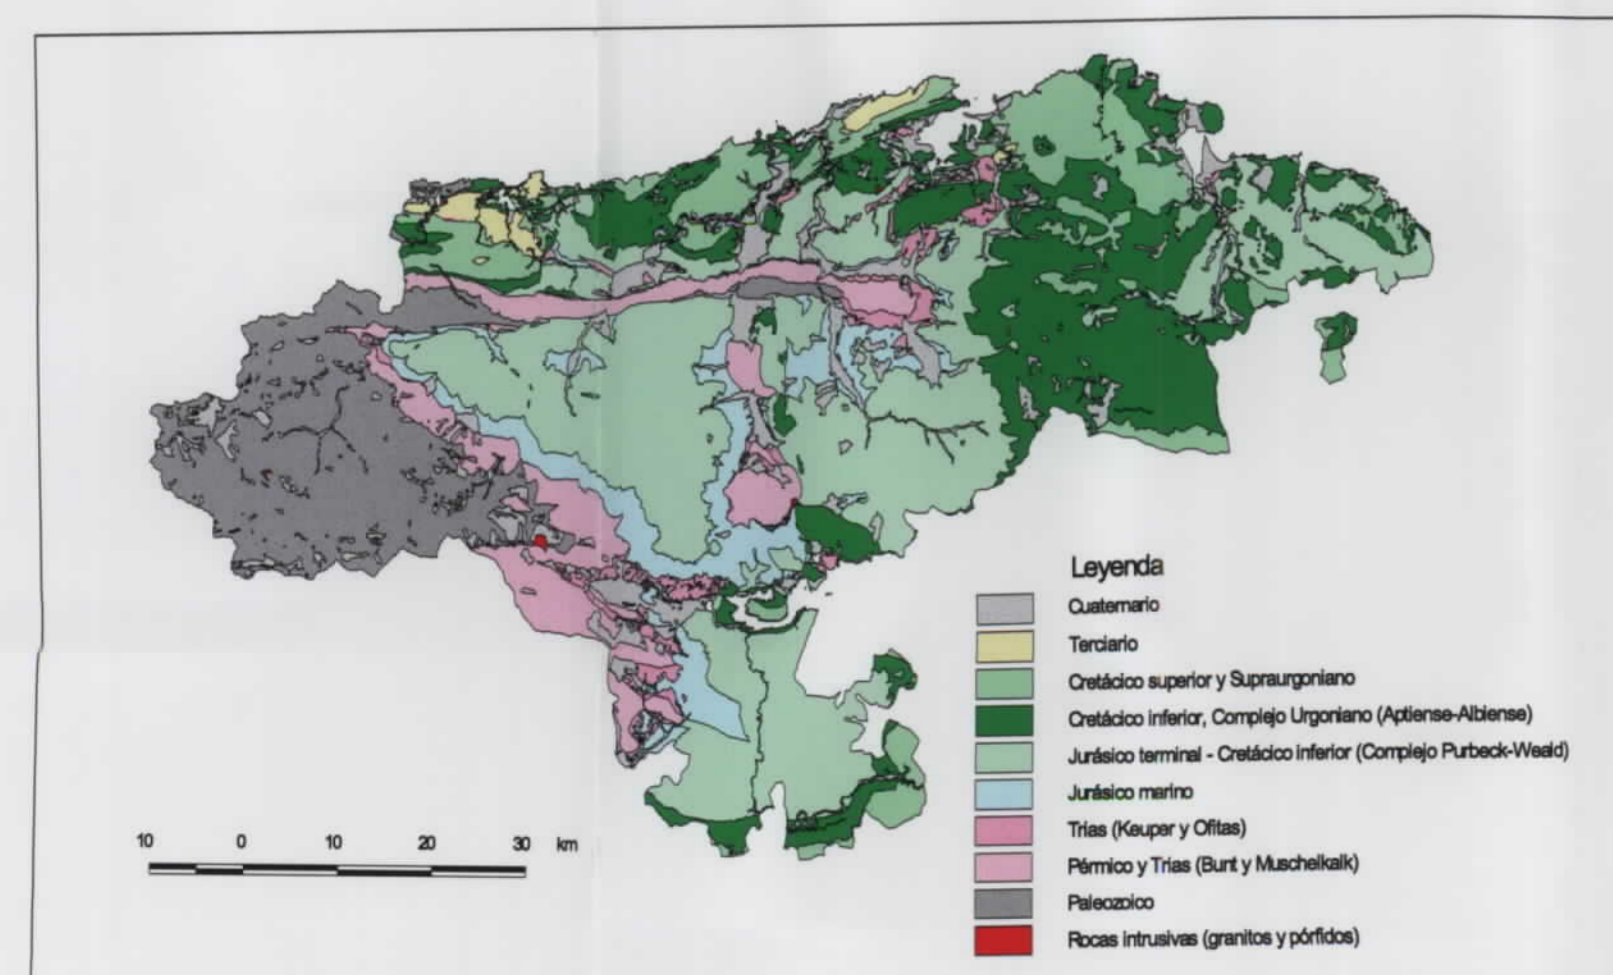 Leyenda
Cuaternario
Terciario
Cretácico superior y Supraurgoniano
Cretácico inferior, Complejo Urgoniano (Aptiense-Albiense)
Jurásico terminal - Cretácico inferior (Complejo Purbeck-Weald)
Jurásico marino
Trias (Keuper y Ofitas)
Pérmico y Trias (Bunt y Muschelkalk)
Paleozoico
Rocas intrusivas (granitos y pórfidos)
10 0 10 20 30 km